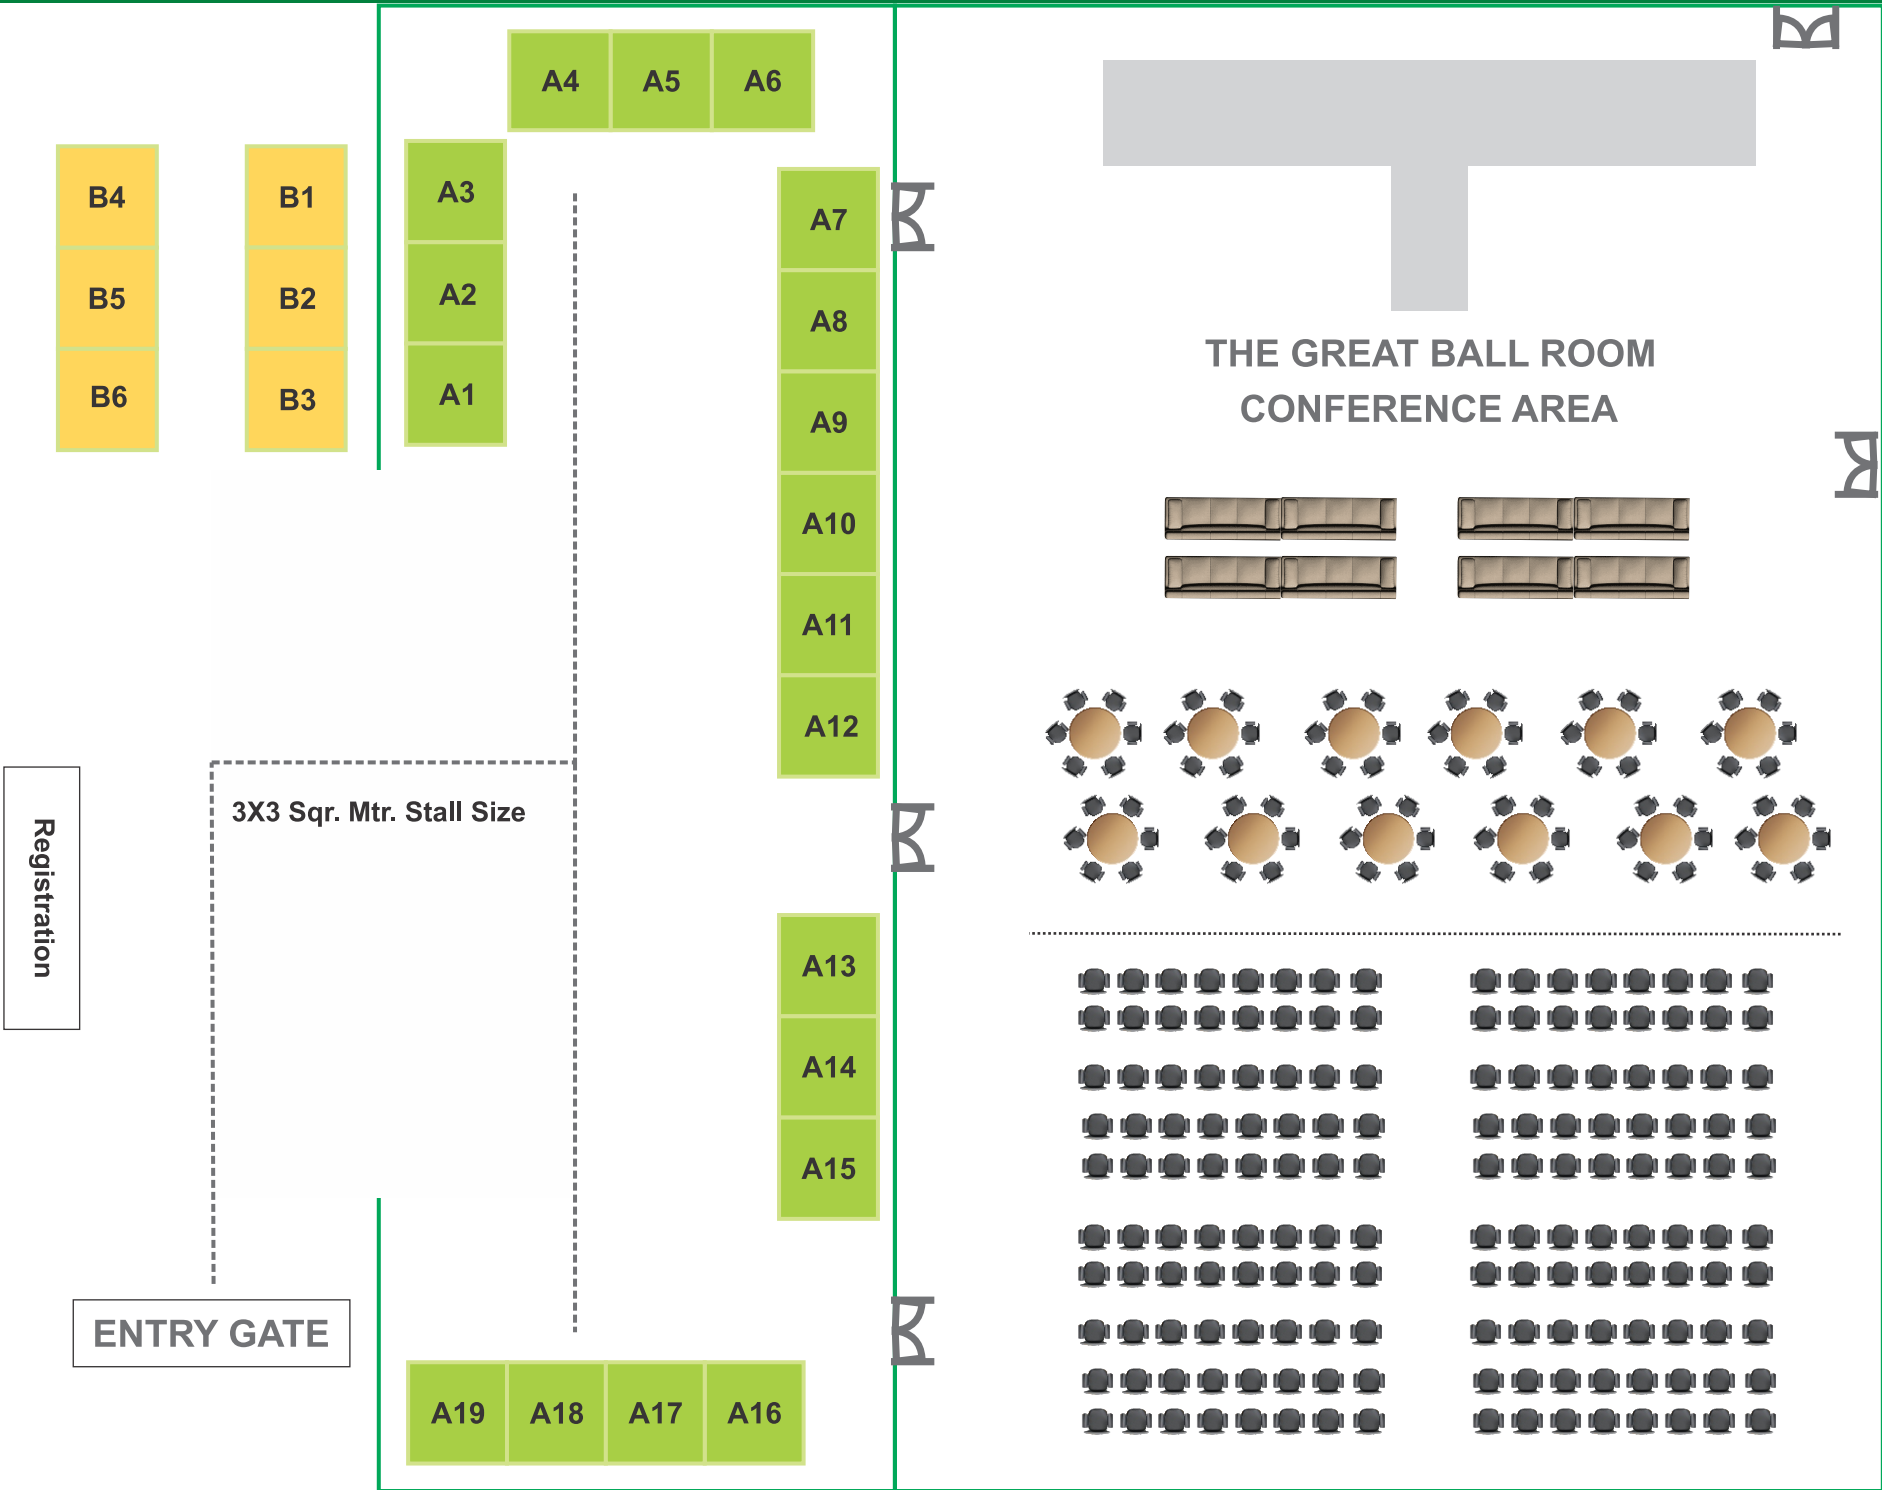 A4 A5 A6
B4 B1 A3
A7
B5 B2 A2
A8
B6 B3 A1
A9
A10
A11
A12
THE GREAT BALL ROOM
CONFERENCE AREA
3X3 Sqr. Mtr. Stall Size
Registration
A13
A14
A15
ENTRY GATE
A19 A18 A17 A16